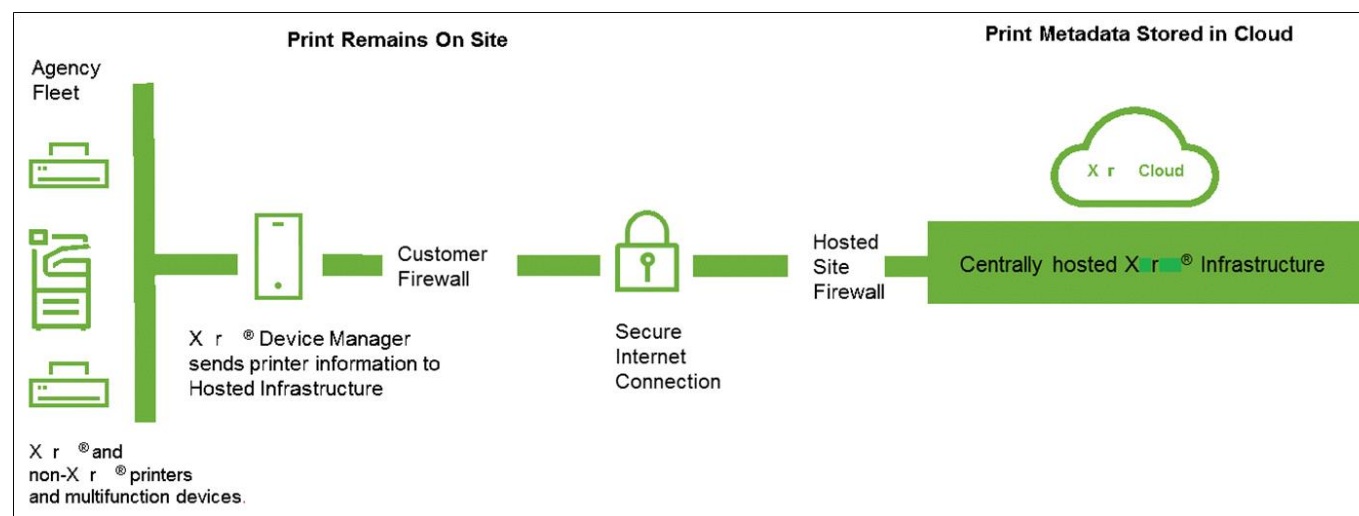 Print Remains On Site
Print Metadata Stored in Cloud
Agency
Fleet
X r Cloud
Customer
Firewall
Hosted
Site
Firewall
Centrally hosted X r ® Infrastructure
X r ® Device Manager
sends printer information to
Hosted Infrastructure
Secure
Internet
Connection
X r ® and
non-X r ® printers
and multifunction devices.